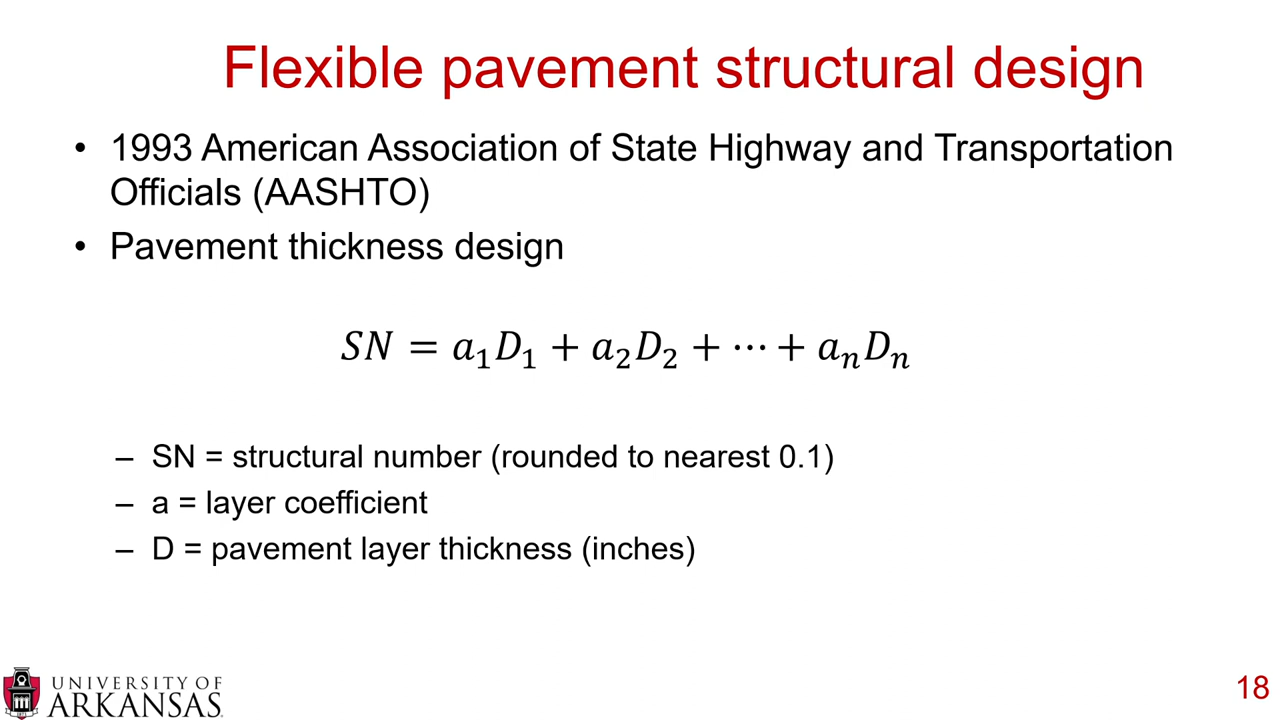 Flexible pavement structural design
• 1993 American Association of State Highway and Transportation
Officials (AASHTO)
• Pavement thickness design
𝑆𝑁 = 𝑎₁𝐷₁ + 𝑎₂𝐷₂ + ⋯ + 𝑎ₙ𝐷ₙ
– SN = structural number (rounded to nearest 0.1)
– a = layer coefficient
– D = pavement layer thickness (inches)
UNIVERSITY OF
ARKANSAS
18